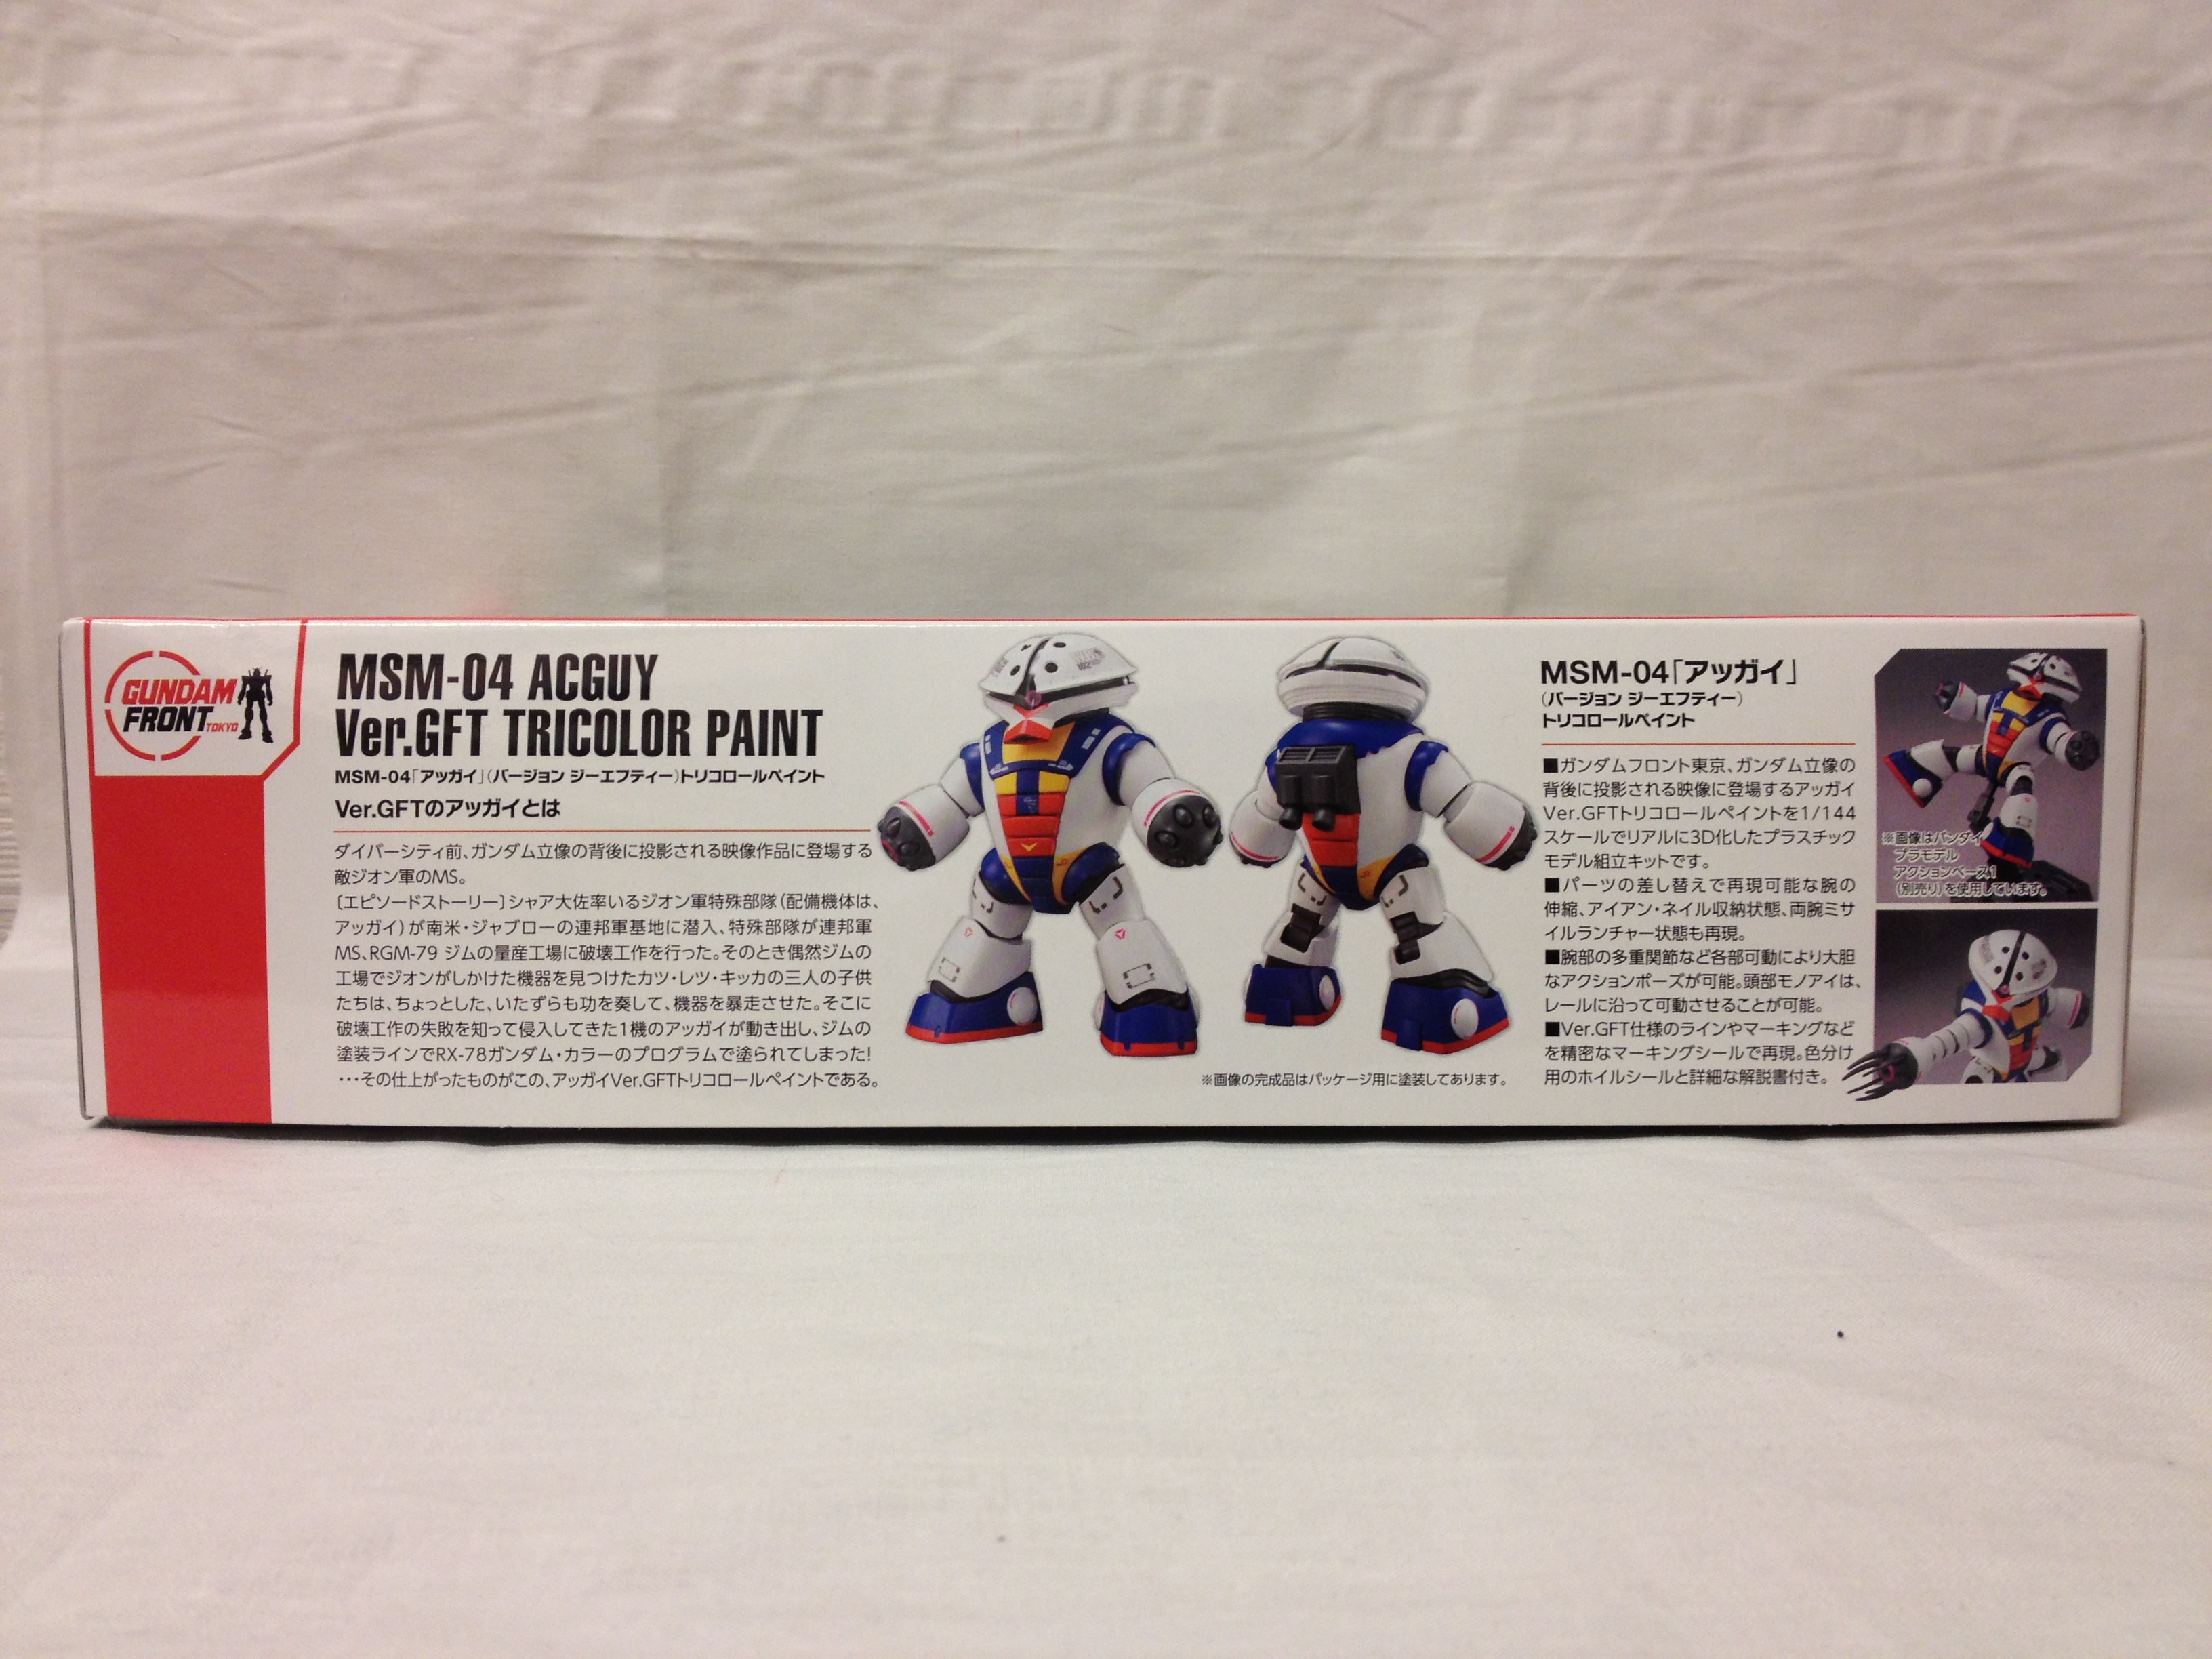 GUNDAM
FRONT TOKYO
MSM-04 ACGUY
Ver.GFT TRICOLOR PAINT
MSM-04「アッガイ」(バージョン ジーエフティー)トリコロールペイント
Ver.GFTのアッガイとは
ダイバーシティ前、ガンダム立像の背後に投影される映像作品に登場する
敵ジオン軍のMS。
〔エピソードストーリー〕シャア大佐率いるジオン軍特殊部隊(配備機体は、
アッガイ)が南米・ジャブローの連邦軍基地に潜入、特殊部隊が連邦軍
MS、RGM-79 ジムの量産工場に破壊工作を行った。そのとき偶然ジムの
工場でジオンがしかけた機器を見つけたカツ・レツ・キッカの三人の子供
たちは、ちょっとした、いたずらも功を奏して、機器を暴走させた。そこに
破壊工作の失敗を知って侵入してきた1機のアッガイが動き出し、ジムの
塗装ラインでRX-78ガンダム・カラーのプログラムで塗られてしまった!
…その仕上がったものがこの、アッガイVer.GFTトリコロールペイントである。
※画像の完成品はパッケージ用に塗装してあります。
MSM-04「アッガイ」
(バージョン ジーエフティー)
トリコロールペイント
■ガンダムフロント東京、ガンダム立像の
背後に投影される映像に登場するアッガイ
Ver.GFTトリコロールペイントを1/144
スケールでリアルに3D化したプラスチック
モデル組立キットです。
■パーツの差し替えで再現可能な腕の
伸縮、アイアン・ネイル収納状態、両腕ミサ
イルランチャー状態も再現。
■腕部の多重関節など各部可動により大胆
なアクションポーズが可能。頭部モノアイは、
レールに沿って可動させることが可能。
■Ver.GFT仕様のラインやマーキングなど
を精密なマーキングシールで再現。色分け
用のホイルシールと詳細な解説書付き。
※画像はバンダイ
プラモデル
アクションベース1
(別売り)を使用しています。